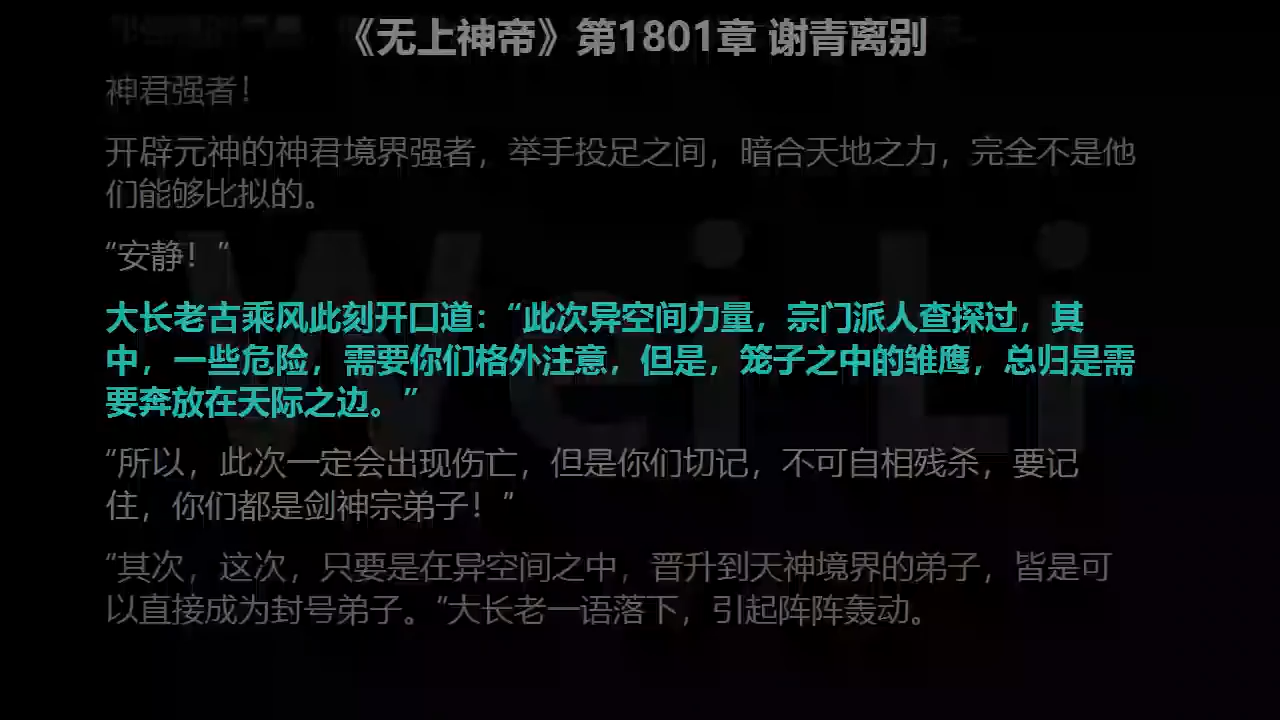 《无上神帝》第1801章 谢青离别
神君强者！
开辟元神的神君境界强者，举手投足之间，暗合天地之力，完全不是他
们能够比拟的。
“安静！“
大长老古乘风此刻开口道：“此次异空间力量，宗门派人查探过，其
中，一些危险，需要你们格外注意，但是，笼子之中的雏鹰，总归是需
要奔放在天际之边。”
“所以，此次一定会出现伤亡，但是你们切记，不可自相残杀，要记
住，你们都是剑神宗弟子！”
“其次，这次，只要是在异空间之中，晋升到天神境界的弟子，皆是可
以直接成为封号弟子。“大长老一语落下，引起阵阵轰动。
Wei Li